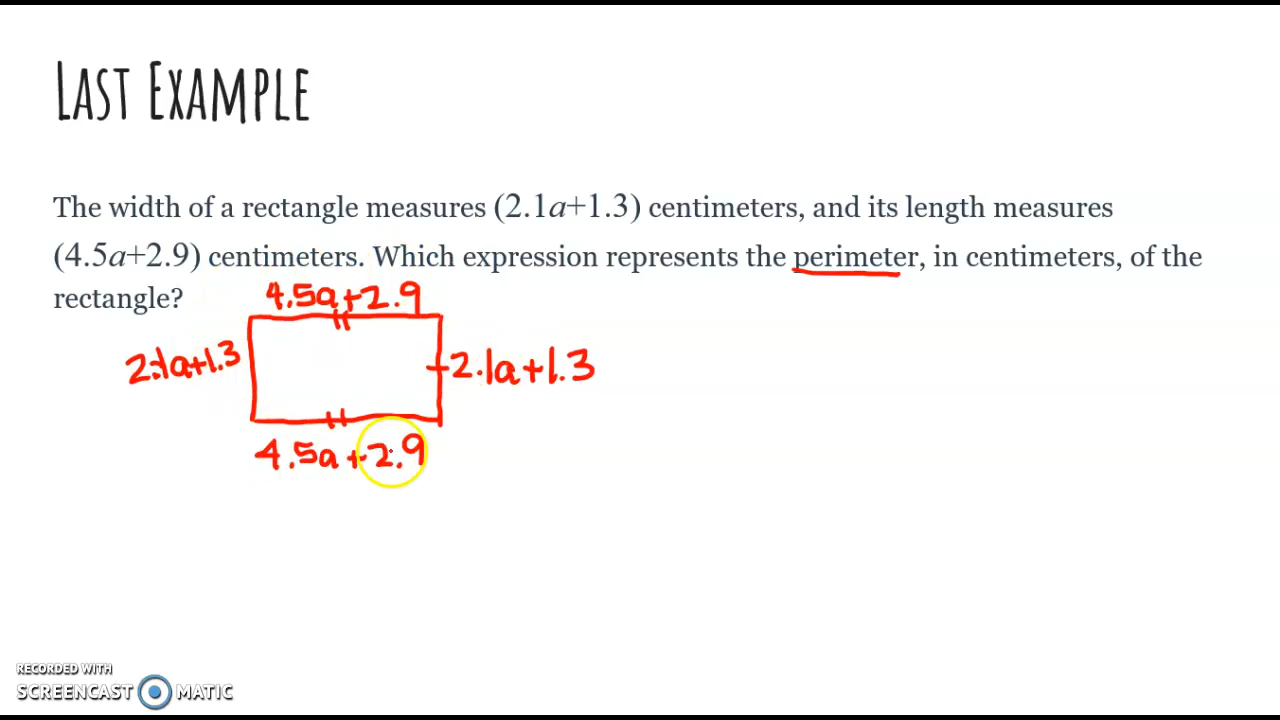 LAST EXAMPLE
The width of a rectangle measures (2.1a+1.3) centimeters, and its length measures
(4.5a+2.9) centimeters. Which expression represents the perimeter, in centimeters, of the
rectangle?
4.5a+2.9
2.1a+1.3
2.1a+1.3
4.5a+2.9
RECORDED WITH
SCREENCAST MATIC